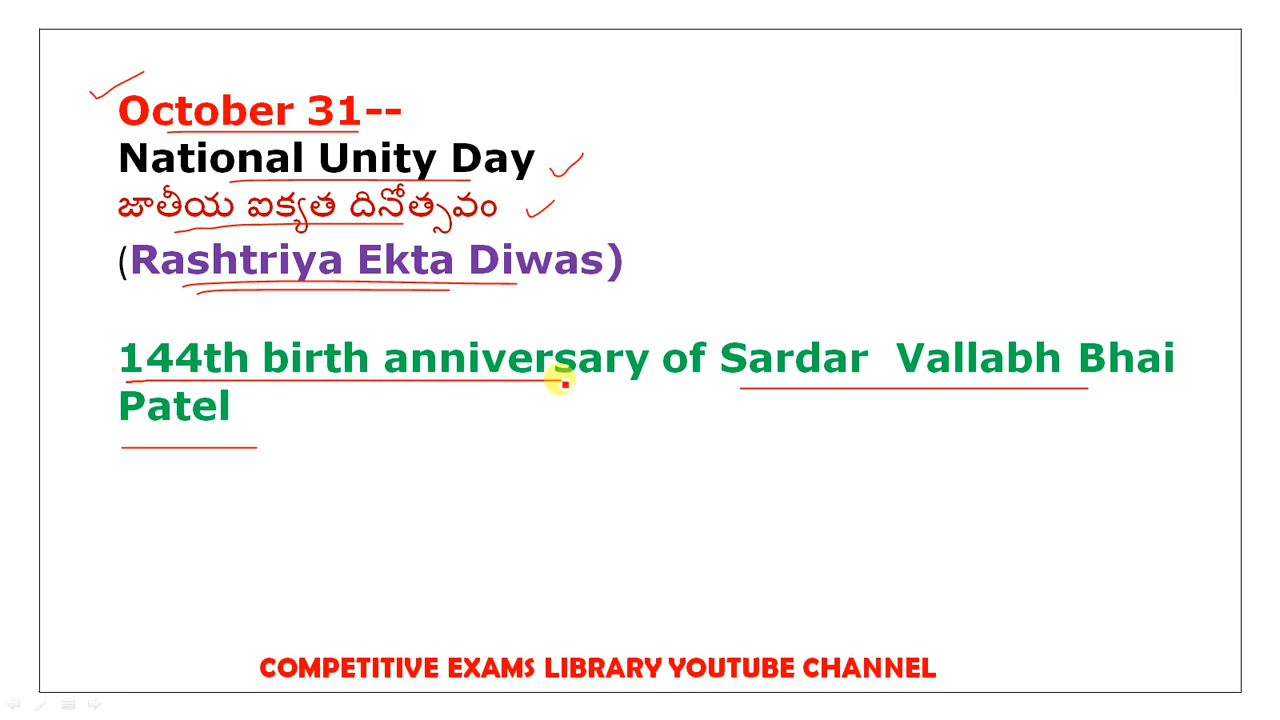 October 31--
National Unity Day
జాతీయ ఐక్యత దినోత్సవం
(Rashtriya Ekta Diwas)
144th birth anniversary of Sardar  Vallabh Bhai
Patel
COMPETITIVE EXAMS LIBRARY YOUTUBE CHANNEL